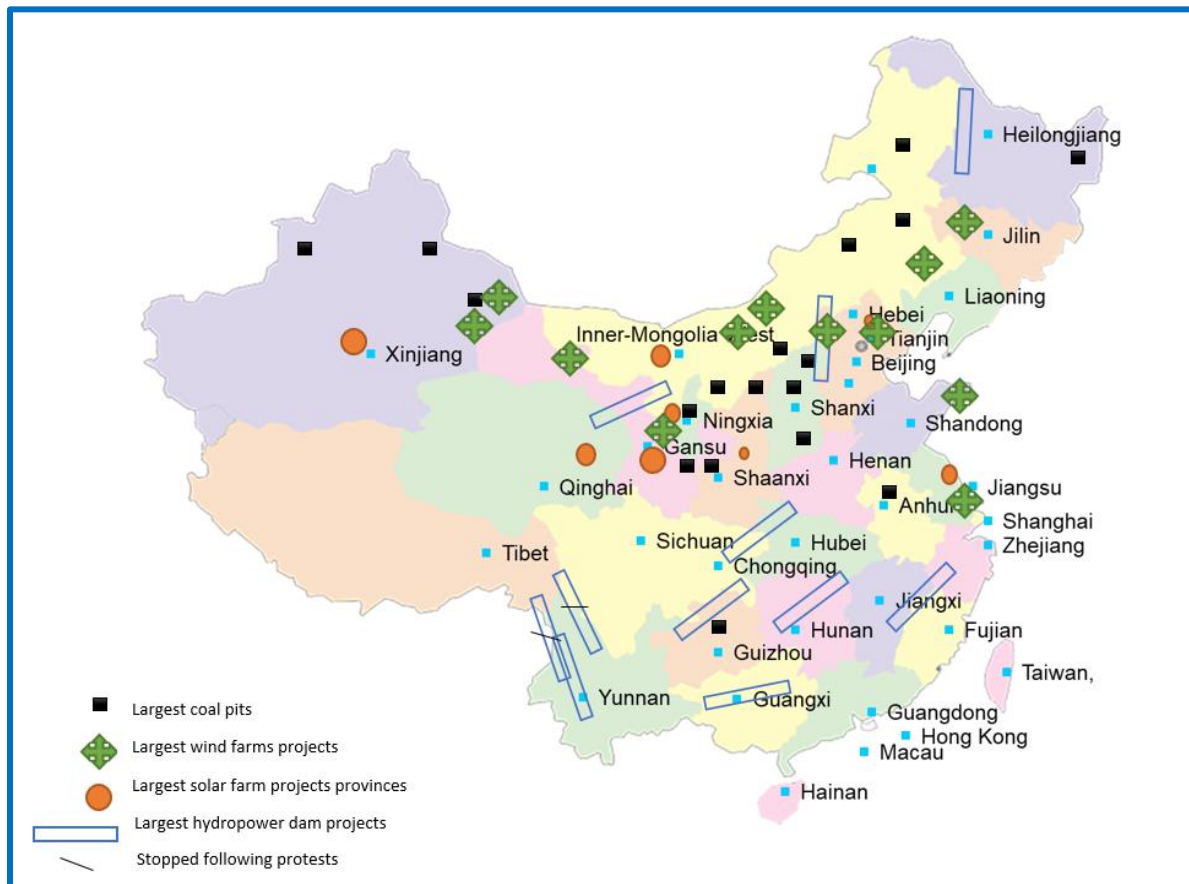 Heilongjiang
Jilin
Liaoning
Hebei
Inner-Mongolia est
Tianjin
Xinjiang
Beijing
Shanxi
Ningxia
Shandong
Gansu
Henan
Shaanxi
Qinghai
Jiangsu
Anhui
Shanghai
Sichuan
Hubei
Zhejiang
Tibet
Chongqing
Jiangxi
Hunan
Fujian
Guizhou
Taiwan,
Yunnan
Guangxi
Largest coal pits
Guangdong
Hong Kong
Largest wind farms projects
Macau
Largest solar farm projects provinces
Hainan
Largest hydropower dam projects
Stopped following protests